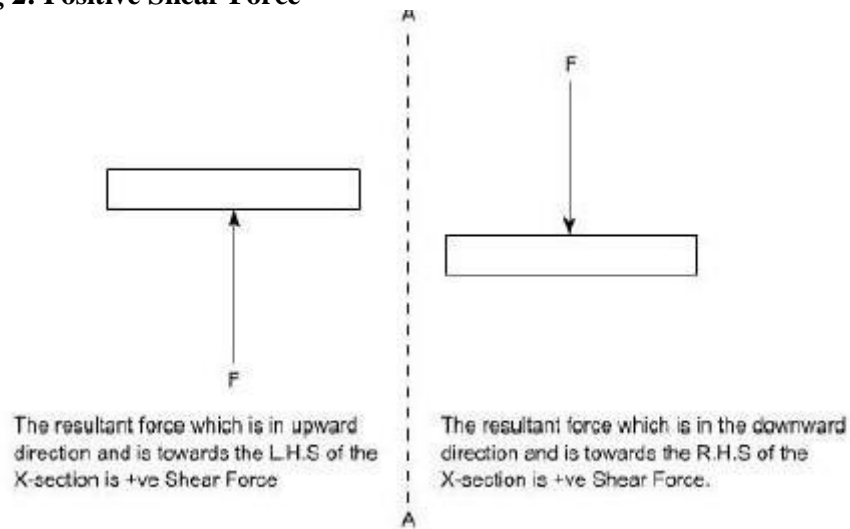 2: Positive Shear Force
A
F
F
The resultant force which is in upward
direction and is towards the L.H.S of the
X-section is +ve Shear Force
The resultant force which is in the downward
direction and is towards the R.H.S of the
X-section is +ve Shear Force.
A